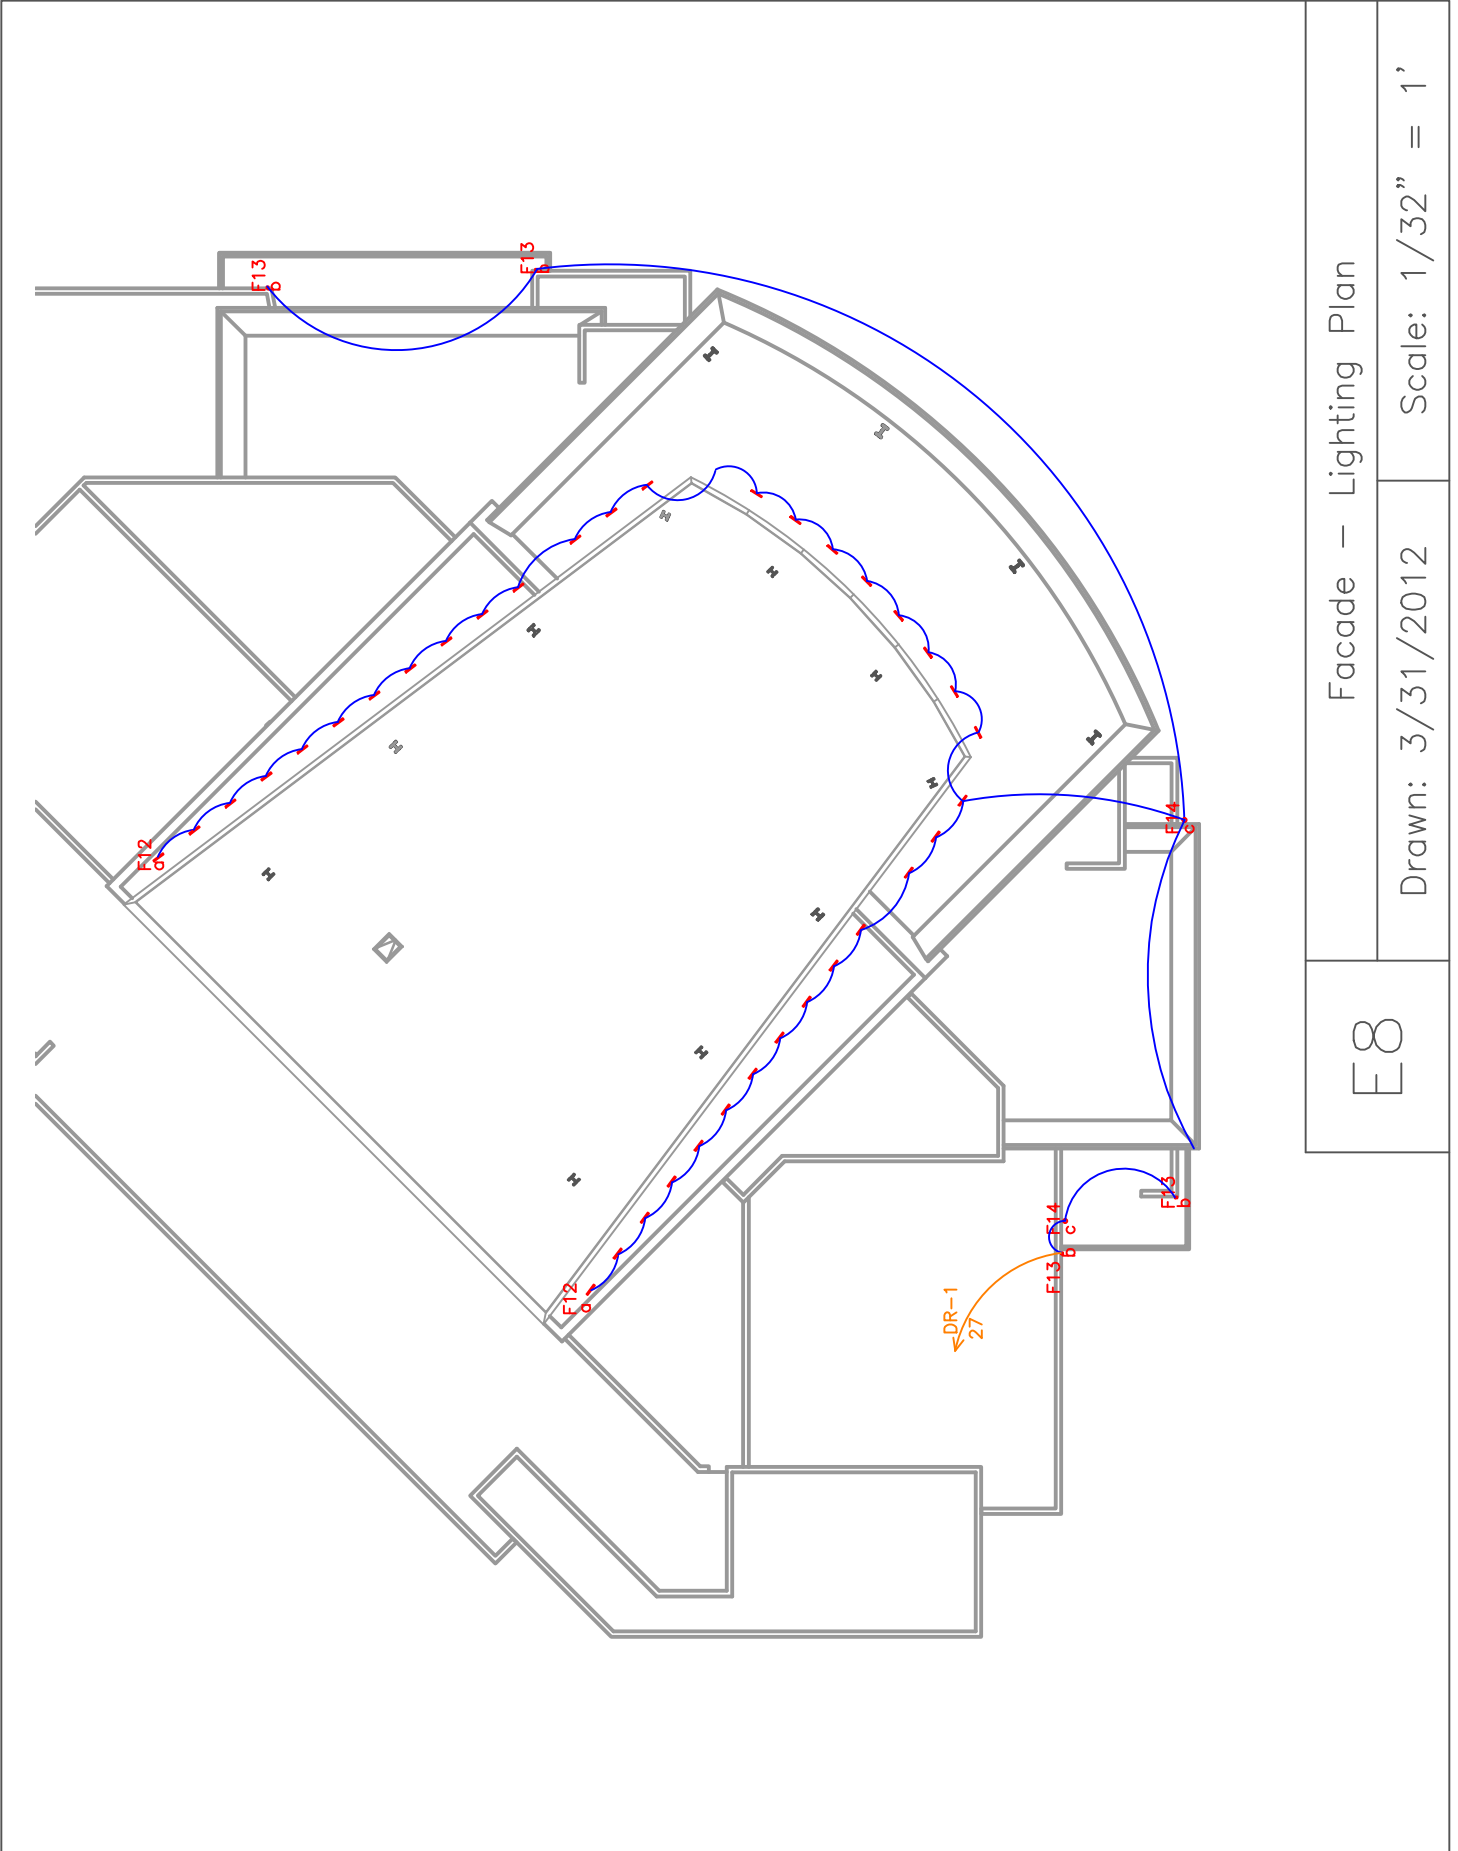 F13
b
F13
b
F12
a
F14
c
F13
b
F14
c
F13
b
F12
a
DR-1
27
Facade - Lighting Plan
Drawn: 3/31/2012
Scale: 1/32" = 1'
E8